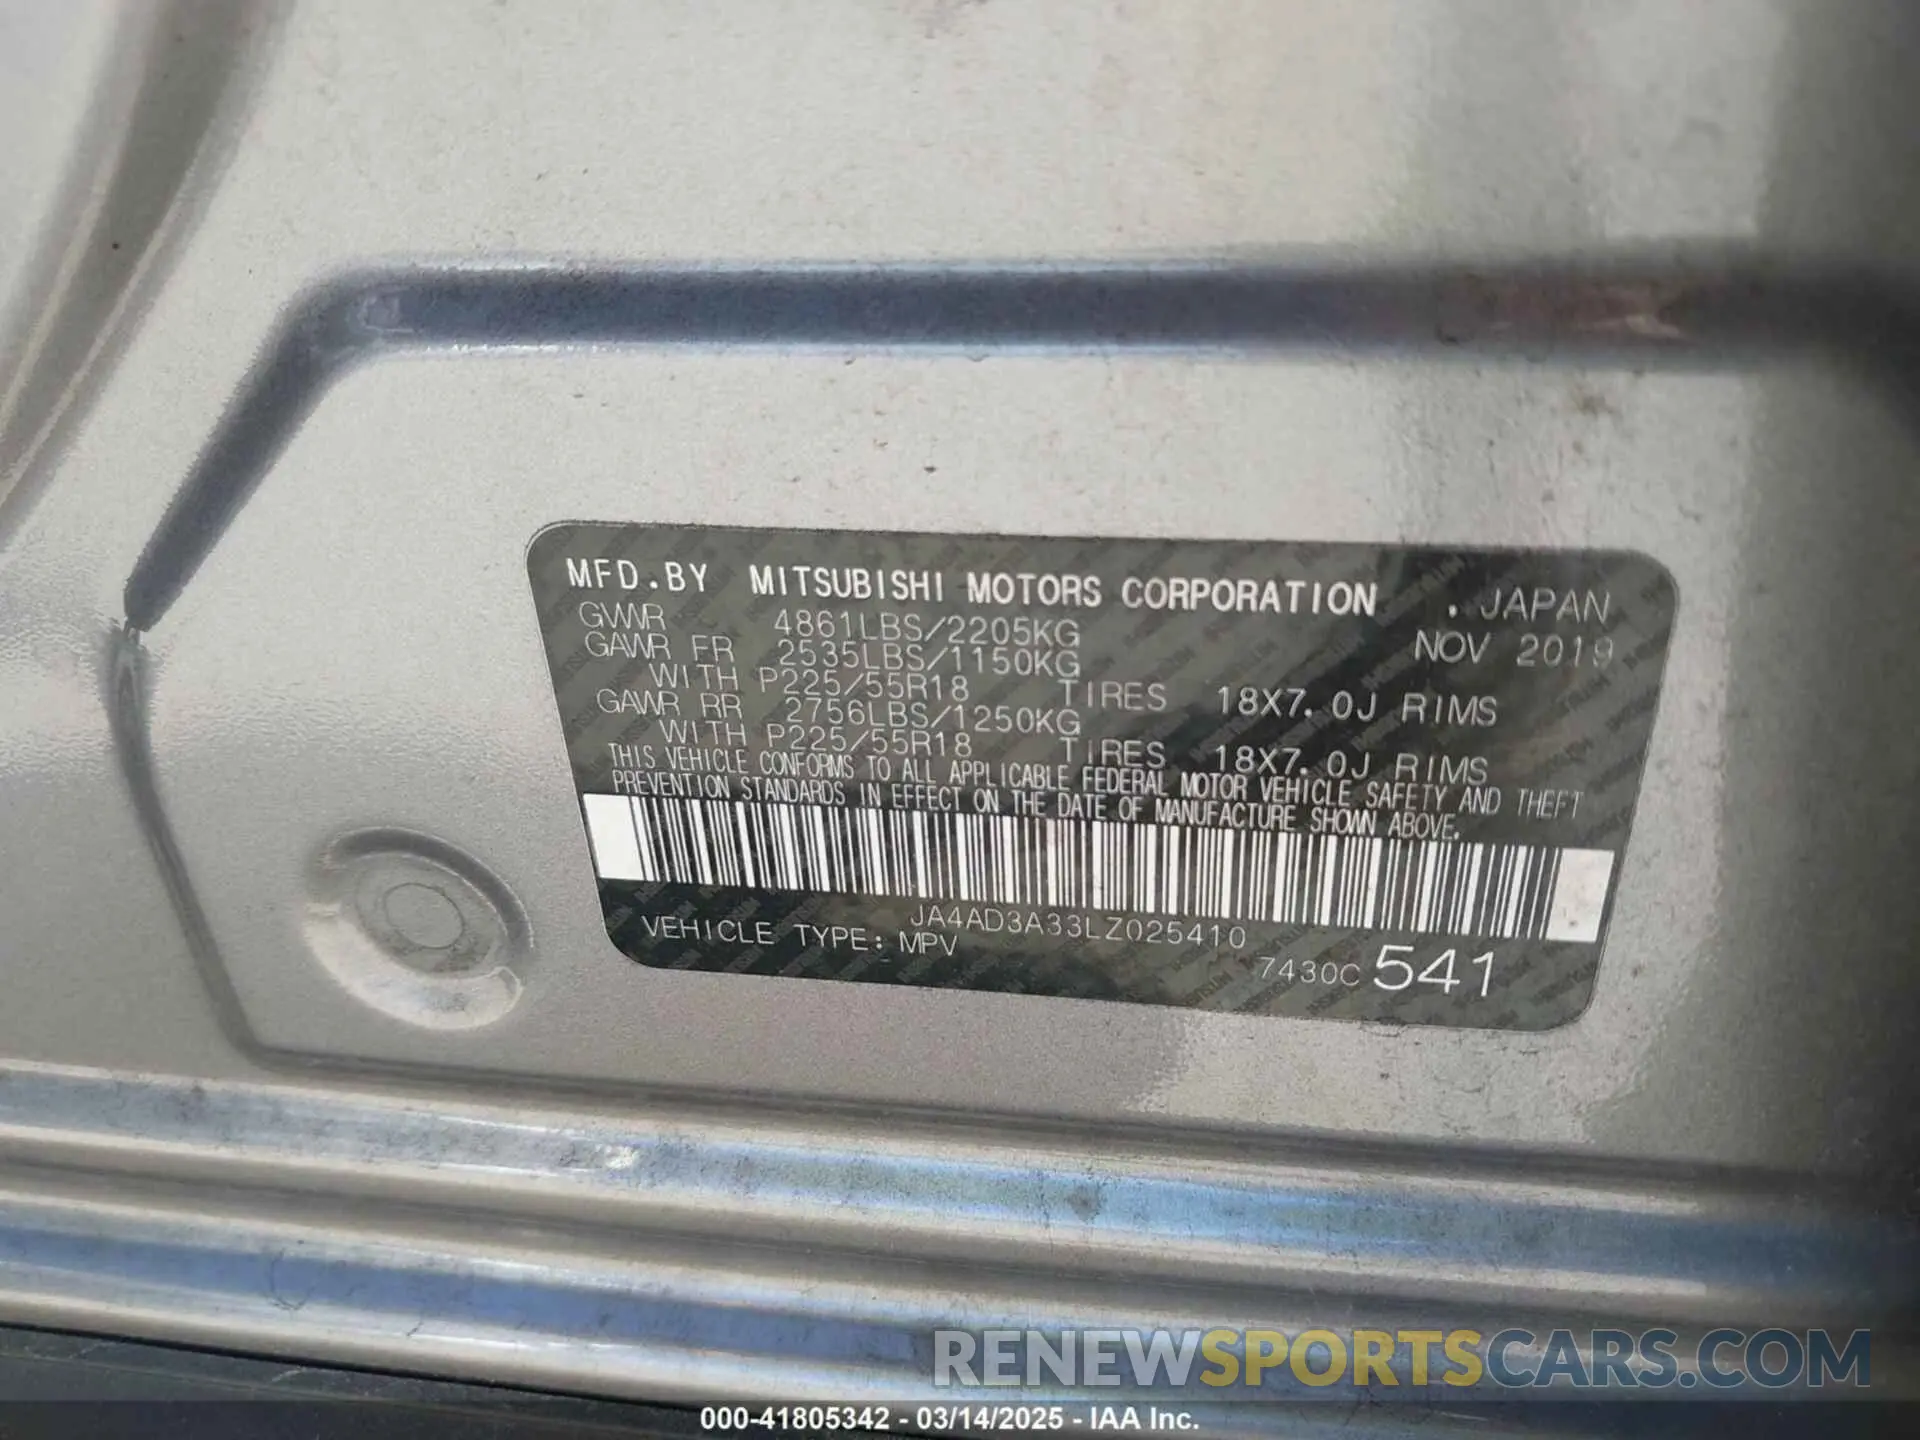 MFD.BY MITSUBISHI MOTORS CORPORATION . JAPAN
GVWR 4861LBS/2205KG NOV 2019
GAWR FR 2535LBS/1150KG
WITH P225/55R18 TIRES 18X7.0J RIMS
GAWR RR 2756LBS/1250KG
WITH P225/55R18 TIRES 18X7.0J RIMS
THIS VEHICLE CONFORMS TO ALL APPLICABLE FEDERAL MOTOR VEHICLE SAFETY AND THEFT
PREVENTION STANDARDS IN EFFECT ON THE DATE OF MANUFACTURE SHOWN ABOVE.
JA4AD3A33LZ025410
VEHICLE TYPE: MPV
7430C 541
RENEWSPORTSCARS.COM
000-41805342 - 03/14/2025 - IAA Inc.